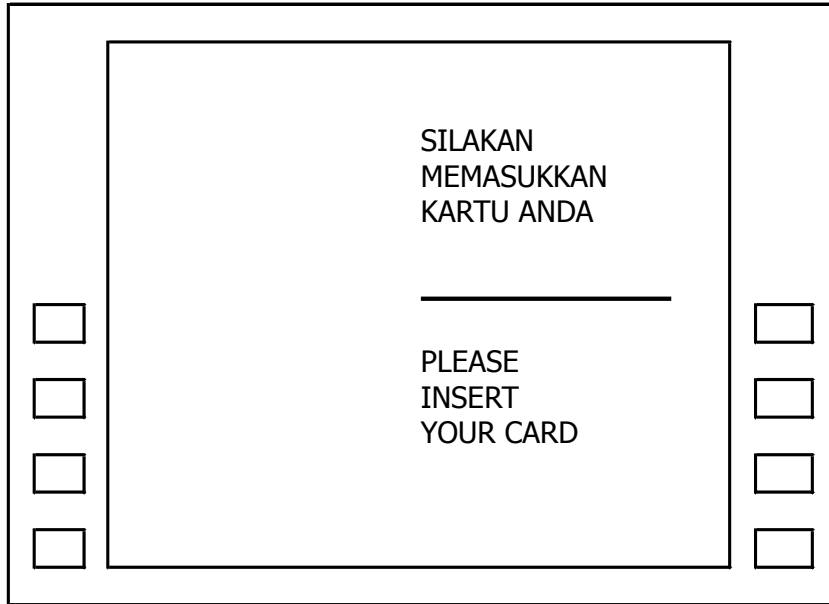 SILAKAN
MEMASUKKAN
KARTU ANDA
PLEASE
INSERT
YOUR CARD